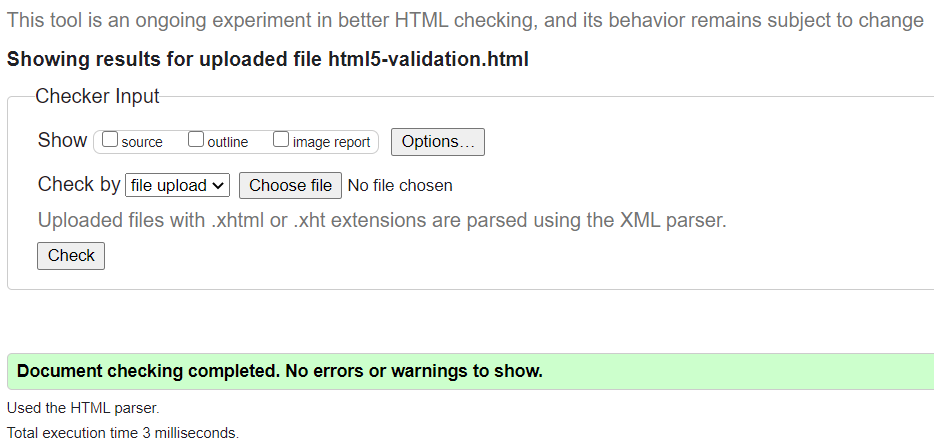 This tool is an ongoing experiment in better HTML checking, and its behavior remains subject to change
Showing results for uploaded file html5-validation.html
Checker Input
Show source outline image report Options…
Check by file upload Choose file No file chosen
Uploaded files with .xhtml or .xht extensions are parsed using the XML parser.
Check
Document checking completed. No errors or warnings to show.
Used the HTML parser.
Total execution time 3 milliseconds.